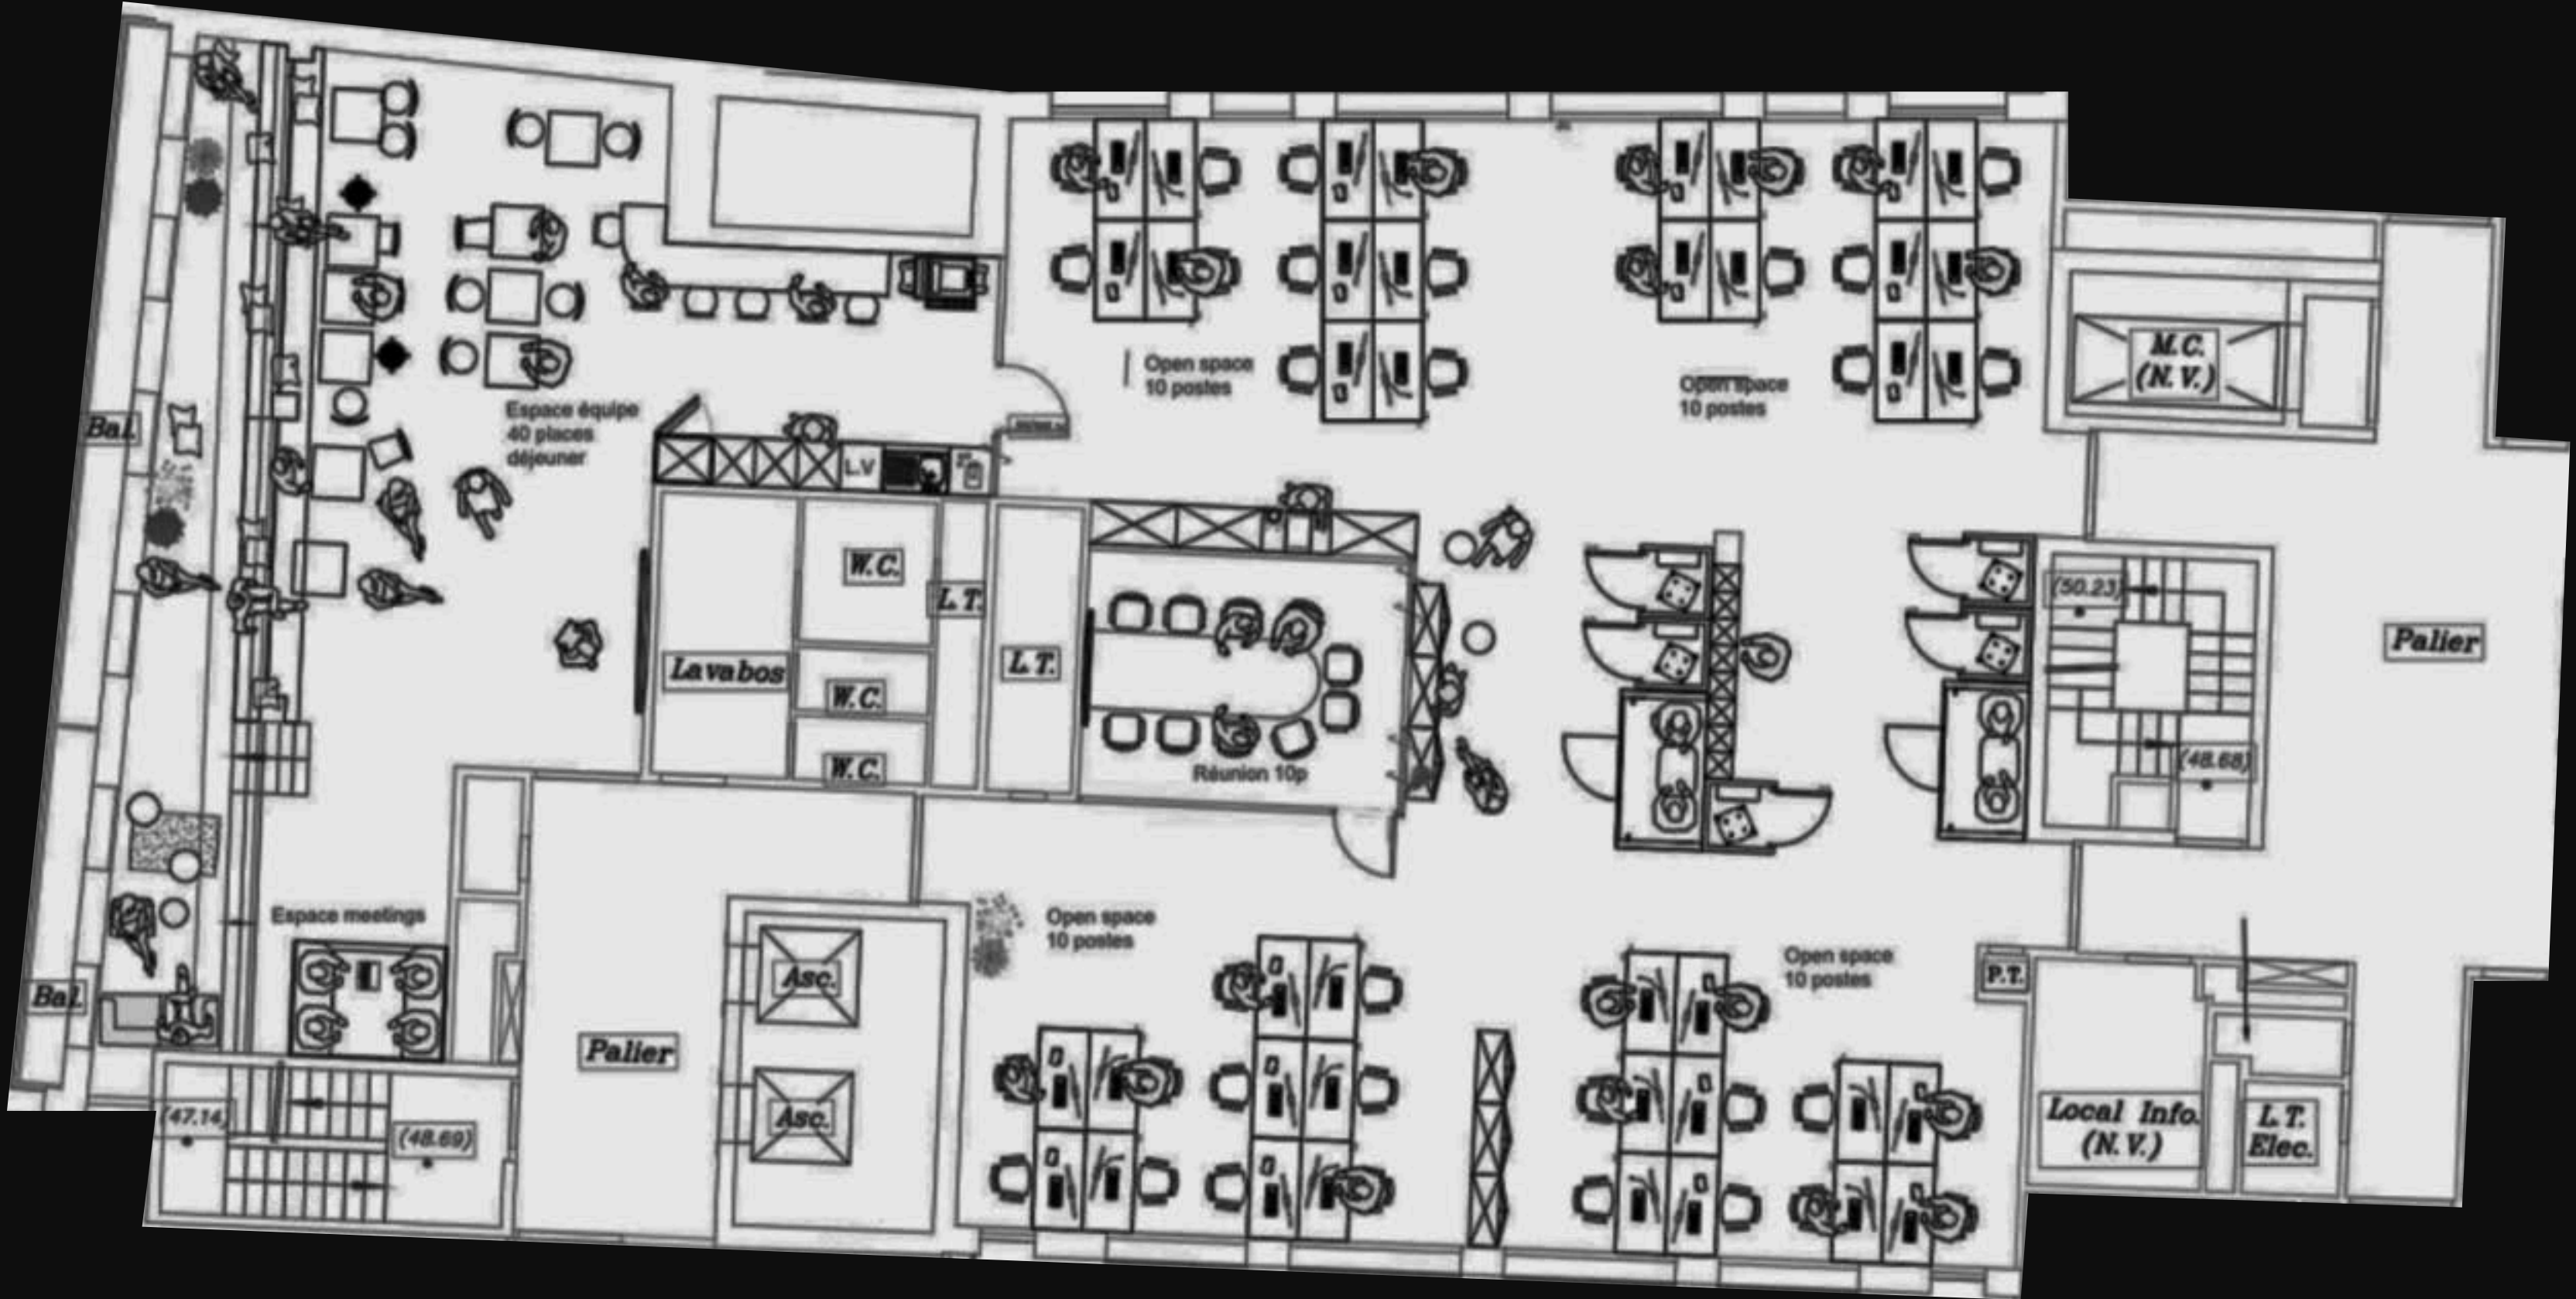 Bal.
Espace équipe
40 places
déjeuner
L.V
Open space
10 postes
Open space
10 postes
M.C.
(N.V.)
W.C.
L.T.
Lavabos
W.C.
W.C.
L.T.
Réunion 10p
(50.23)
(48.68)
Palier
Espace meetings
Bal.
(47.14)
(48.69)
Palier
Asc.
Asc.
Open space
10 postes
Open space
10 postes
P.T.
Local Info.
(N.V.)
L.T.
Elec.